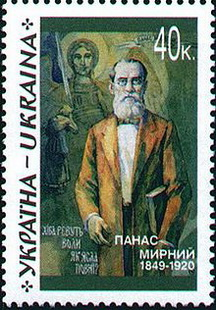 УКРАЇНА – UKRAINA
40к.
ХІБА РЕВУТЬ
ВОЛИ
ЯК ЯСЛА
ПОВНІ?
ПАНАС
МИРНИЙ
1849-1920